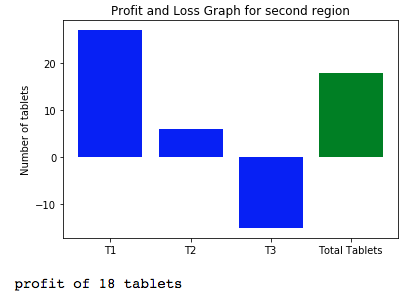 Profit and Loss Graph for second region
Number of tablets
20
10
0
−10
T1 T2 T3 Total Tablets
profit of 18 tablets